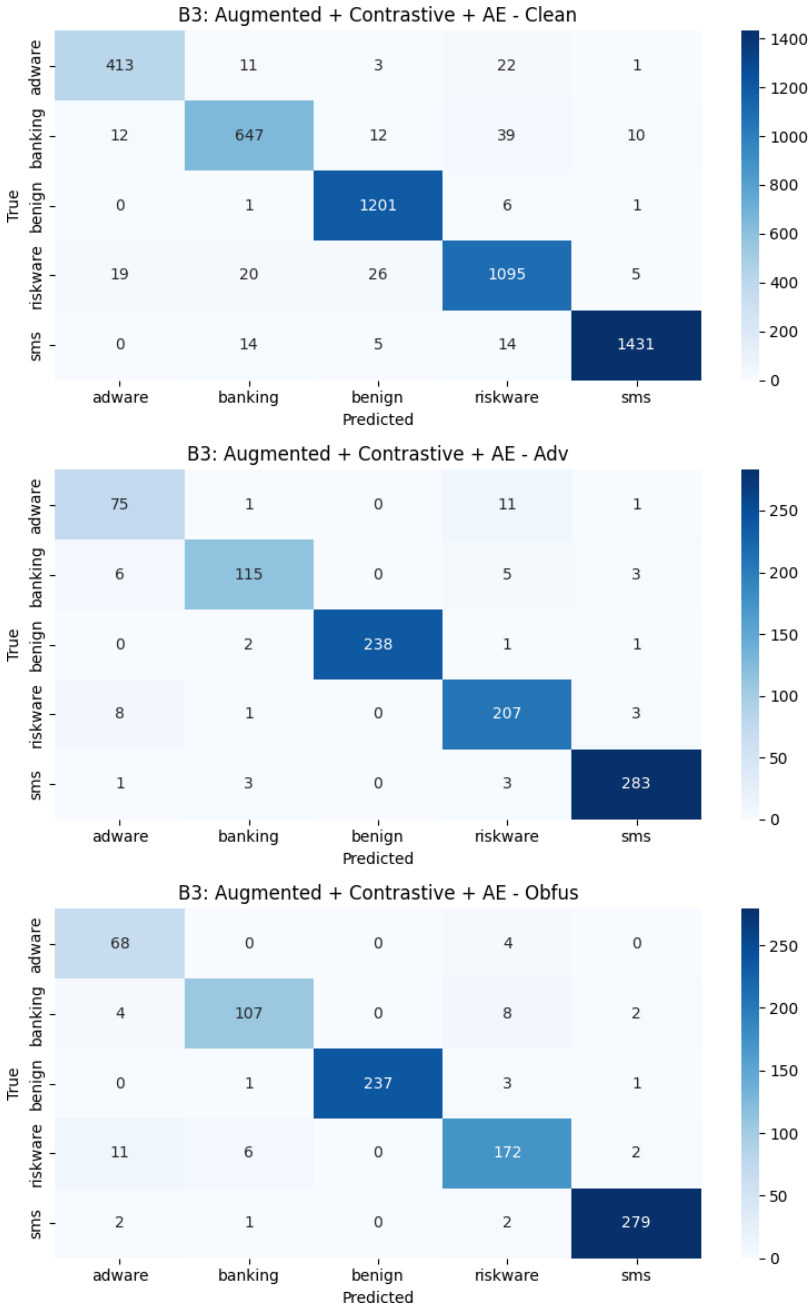 B3: Augmented + Contrastive + AE - Clean
adware 413 11 3 22 1
banking 12 647 12 39 10
benign 0 1 1201 6 1
riskware 19 20 26 1095 5
sms 0 14 5 14 1431
True
adware banking benign riskware sms
Predicted
1400
1200
1000
800
600
400
200
0
B3: Augmented + Contrastive + AE - Adv
adware 75 1 0 11 1
banking 6 115 0 5 3
benign 0 2 238 1 1
riskware 8 1 0 207 3
sms 1 3 0 3 283
True
adware banking benign riskware sms
Predicted
250
200
150
100
50
0
B3: Augmented + Contrastive + AE - Obfus
adware 68 0 0 4 0
banking 4 107 0 8 2
benign 0 1 237 3 1
riskware 11 6 0 172 2
sms 2 1 0 2 279
True
adware banking benign riskware sms
Predicted
250
200
150
100
50
0